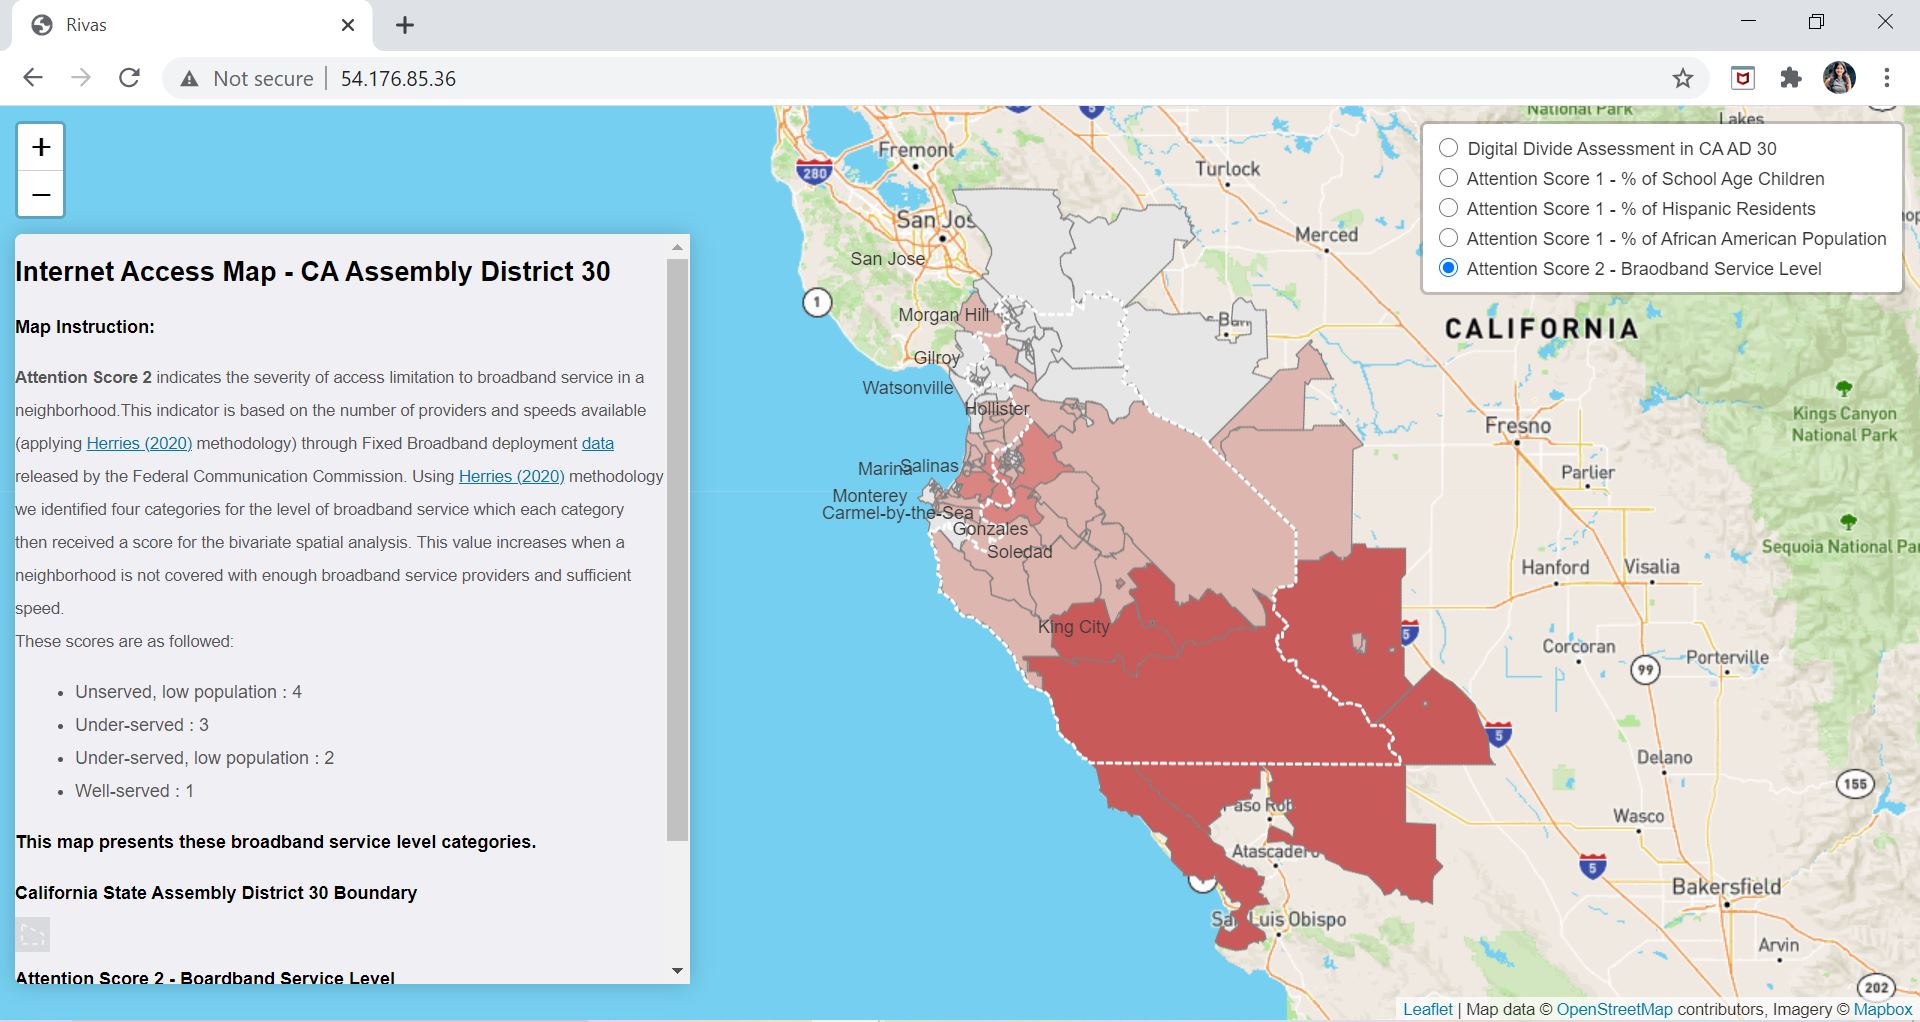 Rivas
Not secure
54.176.85.36
+
−
Internet Access Map - CA Assembly District 30
Map Instruction:
Attention Score 2 indicates the severity of access limitation to broadband service in a
neighborhood.This indicator is based on the number of providers and speeds available
(applying Herries (2020) methodology) through Fixed Broadband deployment data
released by the Federal Communication Commission. Using Herries (2020) methodology
we identified four categories for the level of broadband service which each category
then received a score for the bivariate spatial analysis. This value increases when a
neighborhood is not covered with enough broadband service providers and sufficient
speed.
These scores are as followed:
• Unserved, low population : 4
• Under-served : 3
• Under-served, low population : 2
• Well-served : 1
This map presents these broadband service level categories.
California State Assembly District 30 Boundary
Attention Score 2 - Boardband Service Level
Digital Divide Assessment in CA AD 30
Attention Score 1 - % of School Age Children
Attention Score 1 - % of Hispanic Residents
Attention Score 1 - % of African American Population
Attention Score 2 - Braodband Service Level
National Park
Lakes
5
Fremont
280
Turlock
San Jos
Merced
San Jose
1
Morgan Hill
CALIFORNIA
Gilroy
Watsonville
Hollister
Kings Canyon
National Park
Fresno
Marina
Salinas
Parlier
Monterey
Carmel-by-the-Sea
Gonzales
Soledad
Sequoia National Par
Hanford
Visalia
King City
5
Corcoran
Porterville
99
5
Delano
155
Paso Rob
Wasco
Atascadero
5
Bakersfield
San Luis Obispo
Arvin
202
Leaflet | Map data © OpenStreetMap contributors, Imagery © Mapbox